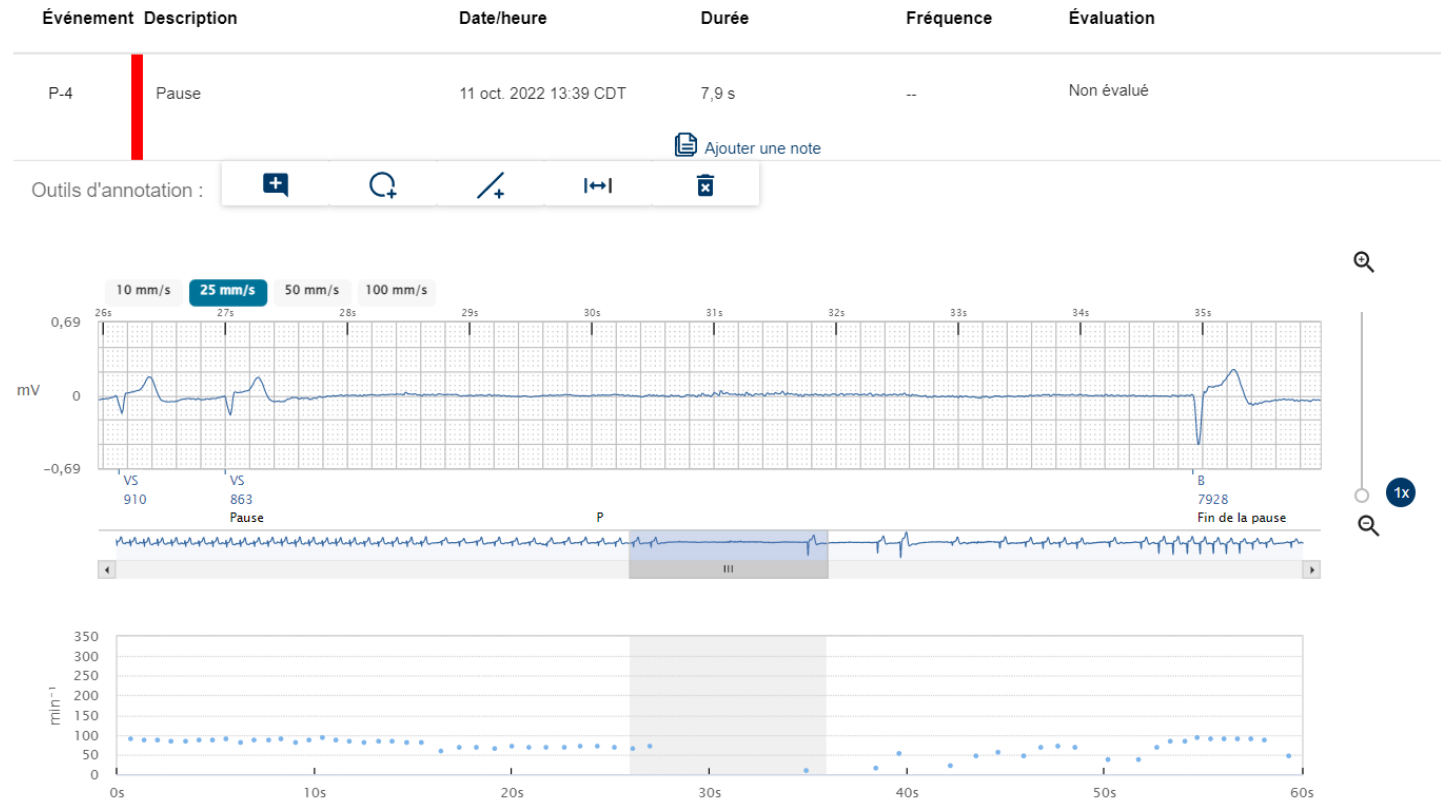 Événement Description Date/heure Durée Fréquence Évaluation
P-4 Pause 11 oct. 2022 13:39 CDT 7,9 s -- Non évalué
Ajouter une note
Outils d'annotation :
10 mm/s 25 mm/s 50 mm/s 100 mm/s
26s 27s 28s 29s 30s 31s 32s 33s 34s 35s
0,69
mV 0
-0,69
VS VS B
910 863 7928
Pause P Fin de la pause
1x
350
300
250
200
150
100
50
0
min⁻¹
0s 10s 20s 30s 40s 50s 60s